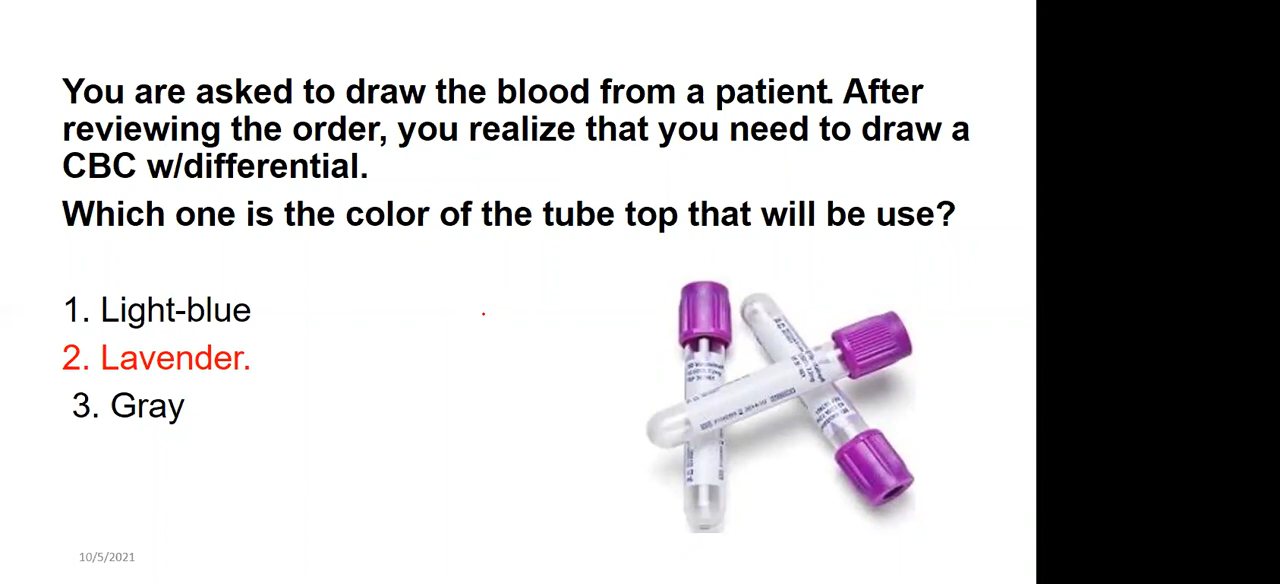 You are asked to draw the blood from a patient. After
reviewing the order, you realize that you need to draw a
CBC w/differential.
Which one is the color of the tube top that will be use?
1. Light-blue
2. Lavender.
3. Gray
10/5/2021